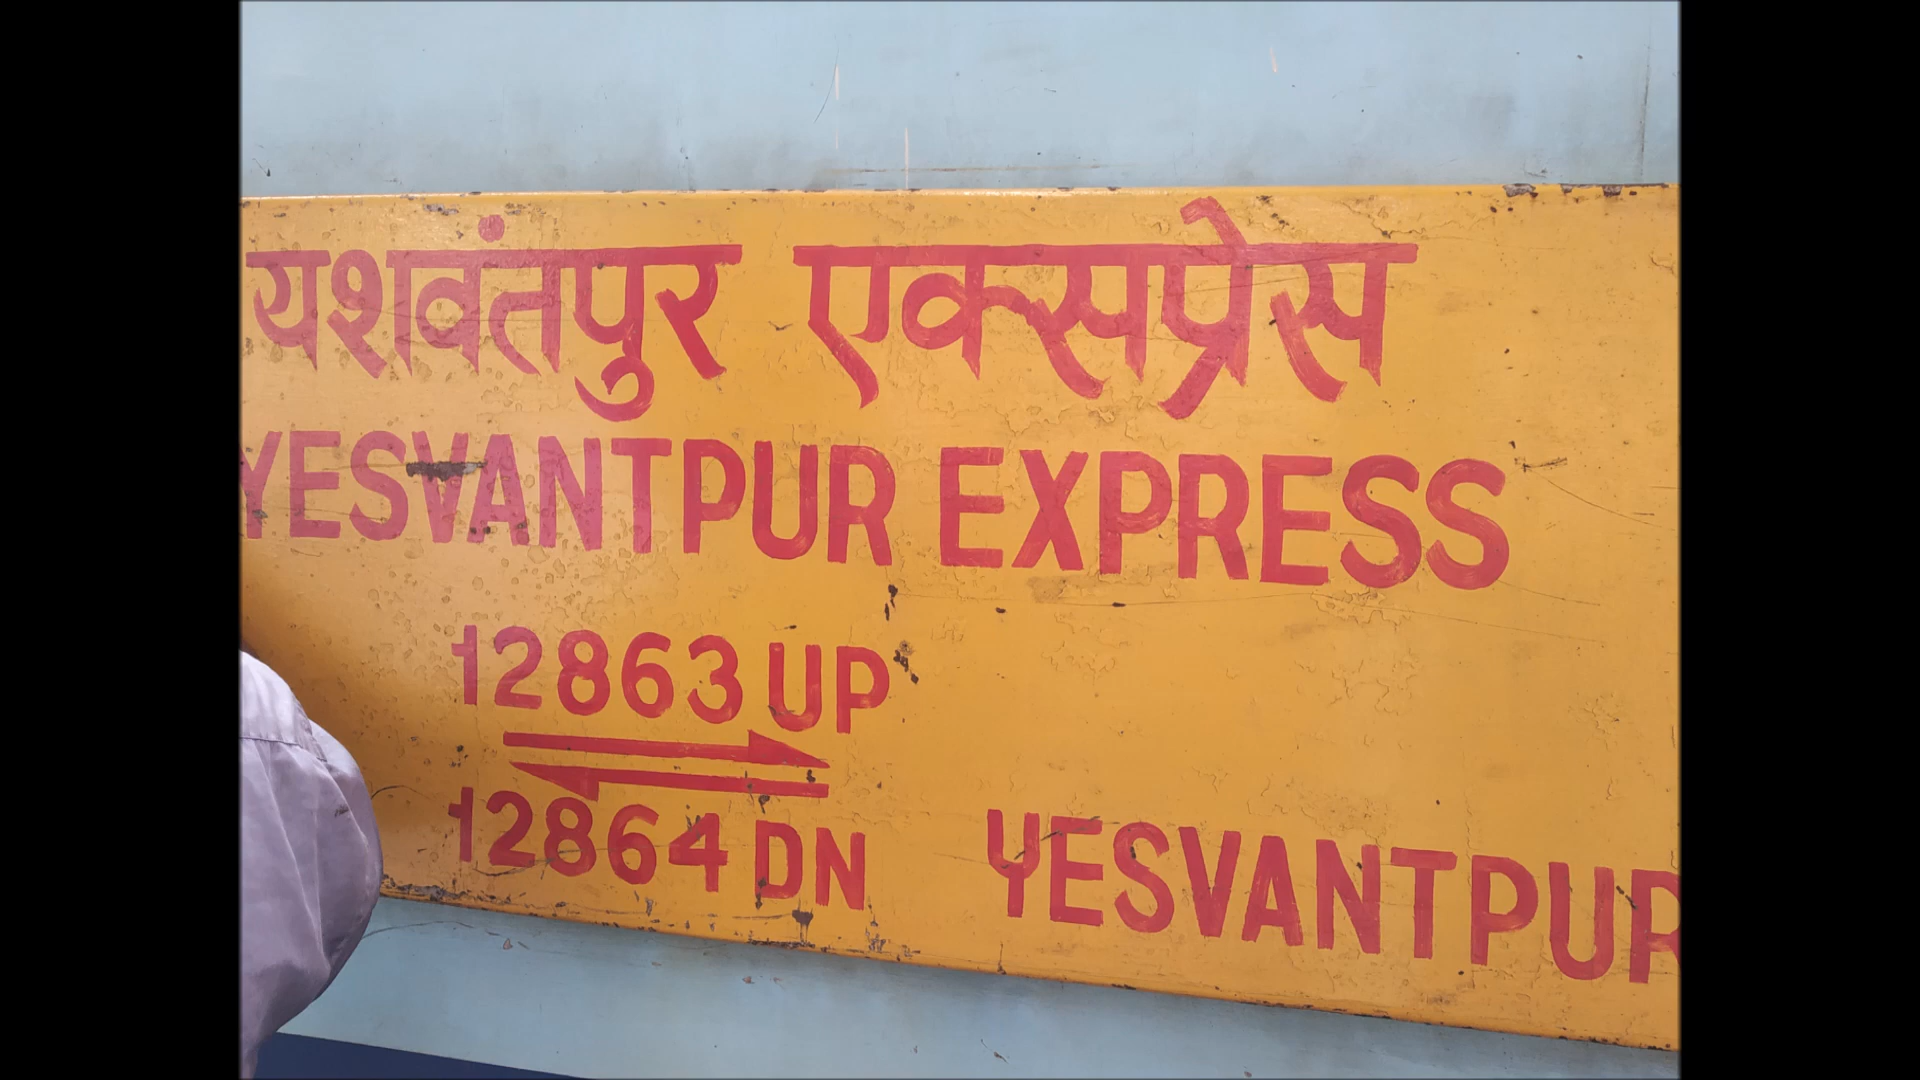 यशवंतपुर एक्सप्रेस
YESVANTPUR EXPRESS
12863 UP
12864 DN
YESVANTPUR